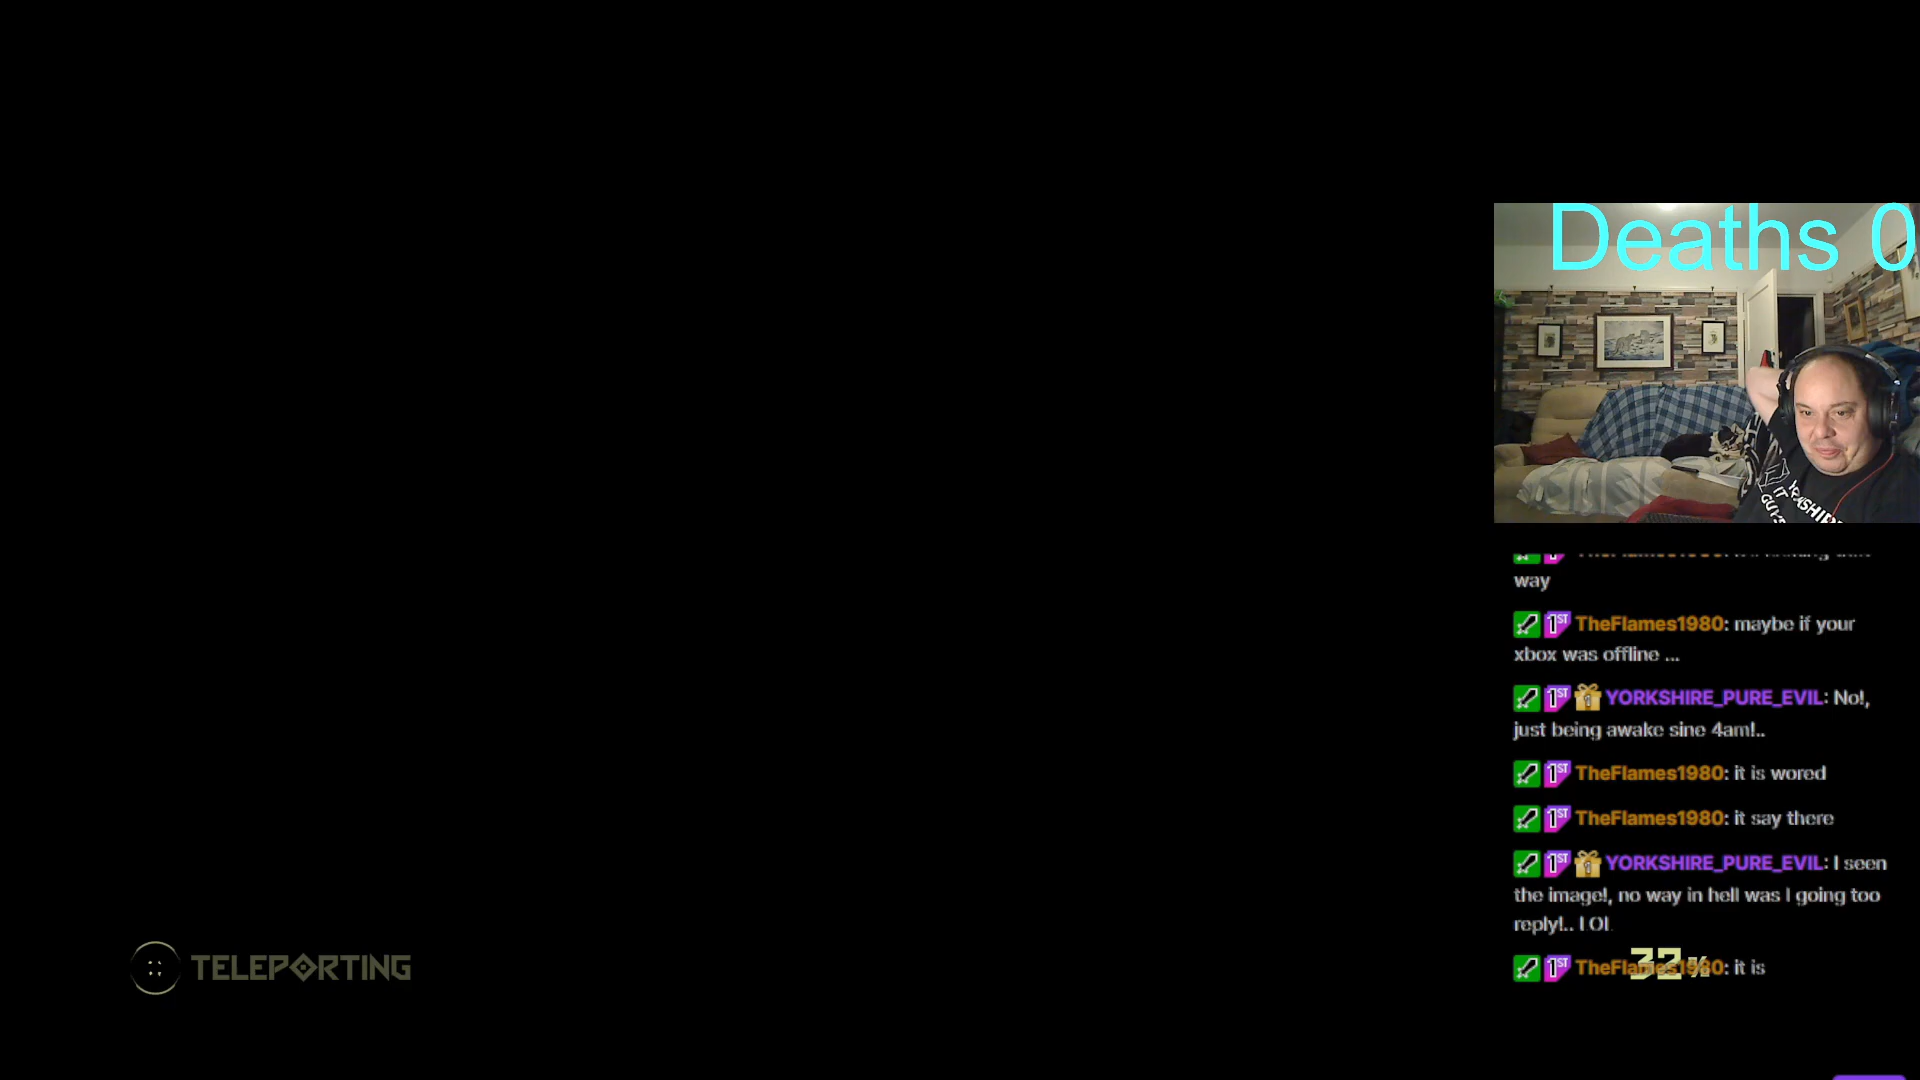 Deaths 0
IT
GUYS
way
TheFlames1980: maybe if your
xbox was offline ...
YORKSHIRE_PURE_EVIL: No!,
just being awake sine 4am!..
TheFlames1980: it is wored
TheFlames1980: it say there
YORKSHIRE_PURE_EVIL: I seen
the image!, no way in hell was I going too
reply!..
TheFlames1980: it is
TELEPORTING
32%